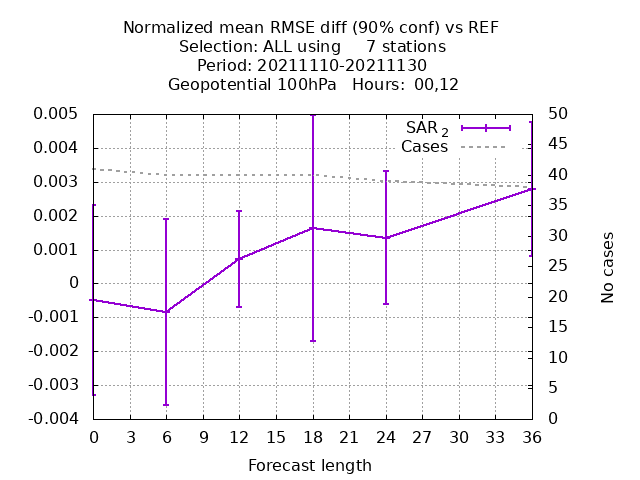 Normalized mean RMSE diff (90% conf) vs REF
Selection: ALL using 7 stations
Period: 20211110-20211130
Geopotential 100hPa Hours: 00,12
SAR 2
Cases
0.005
0.004
0.003
0.002
0.001
0
-0.001
-0.002
-0.003
-0.004
50
45
40
35
30
25
20
15
10
5
0
No cases
0 3 6 9 12 15 18 21 24 27 30 33 36
Forecast length